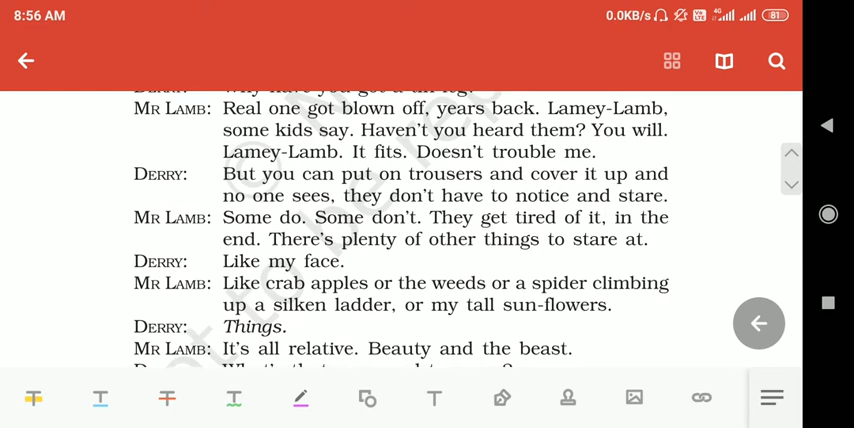 8:56 AM
0.0KB/s 4G 81
MR LAMB: Real one got blown off, years back. Lamey-Lamb,
some kids say. Haven't you heard them? You will.
Lamey-Lamb. It fits. Doesn't trouble me.
DERRY: But you can put on trousers and cover it up and
no one sees, they don't have to notice and stare.
MR LAMB: Some do. Some don't. They get tired of it, in the
end. There's plenty of other things to stare at.
DERRY: Like my face.
MR LAMB: Like crab apples or the weeds or a spider climbing
up a silken ladder, or my tall sun-flowers.
DERRY: Things.
MR LAMB: It's all relative. Beauty and the beast.